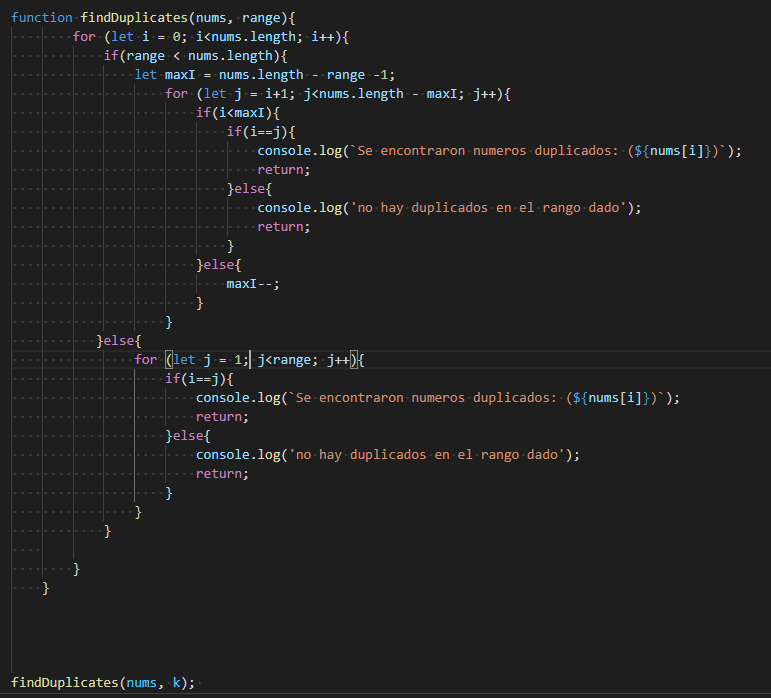 function findDuplicates(nums, range){
for (let i = 0; i<nums.length; i++){
if(range < nums.length){
let maxI = nums.length - range -1;
for (let j = i+1; j<nums.length - maxI; j++){
if(i<maxI){
if(i==j){
console.log(`Se encontraron numeros duplicados: (${nums[i]})`);
return;
}else{
console.log('no hay duplicados en el rango dado');
return;
}
}else{
maxI--;
}
}
}else{
for (let j = 1; j<range; j++){
if(i==j){
console.log(`Se encontraron numeros duplicados: (${nums[i]})`);
return;
}else{
console.log('no hay duplicados en el rango dado');
return;
}
}
}
}
}
findDuplicates(nums, k);